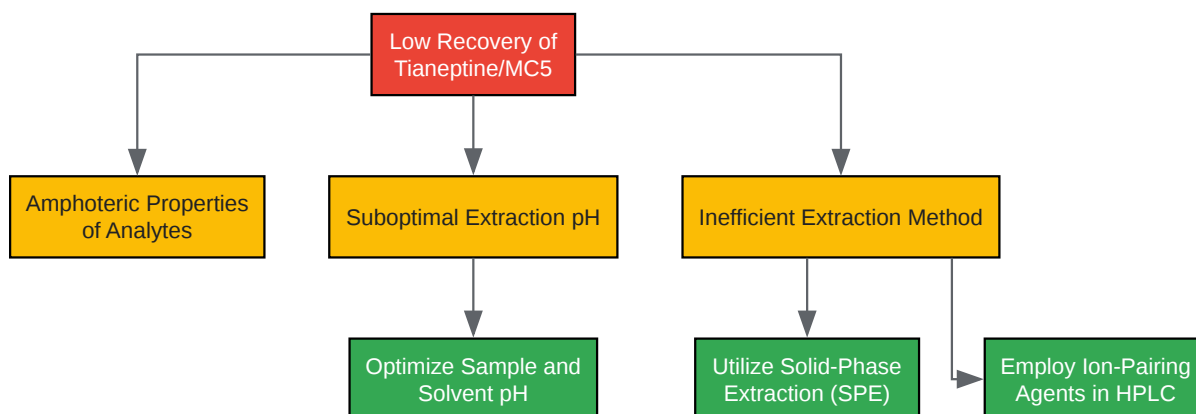 Low Recovery of
Tianeptine/MC5
Amphoteric Properties
of Analytes
Suboptimal Extraction pH
Inefficient Extraction Method
Optimize Sample and
Solvent pH
Utilize Solid-Phase
Extraction (SPE)
Employ Ion-Pairing
Agents in HPLC